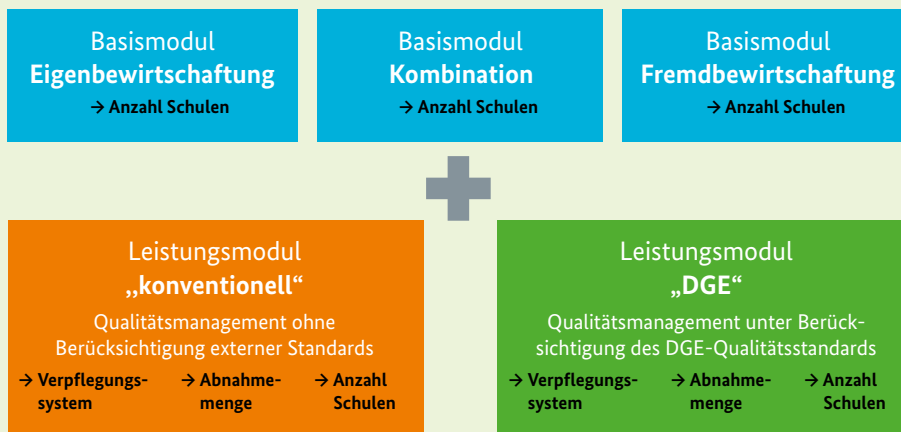 Basismodul
Eigenbewirtschaftung
→ Anzahl Schulen
Basismodul
Kombination
→ Anzahl Schulen
Basismodul
Fremdbewirtschaftung
→ Anzahl Schulen
Leistungsmodul
„konventionell“
Qualitätsmanagement ohne
Berücksichtigung externer Standards
→ Verpflegungs-
system
→ Abnahme-
menge
→ Anzahl
Schulen
Leistungsmodul
„DGE“
Qualitätsmanagement unter Berück-
sichtigung des DGE-Qualitätsstandards
→ Verpflegungs-
system
→ Abnahme-
menge
→ Anzahl
Schulen